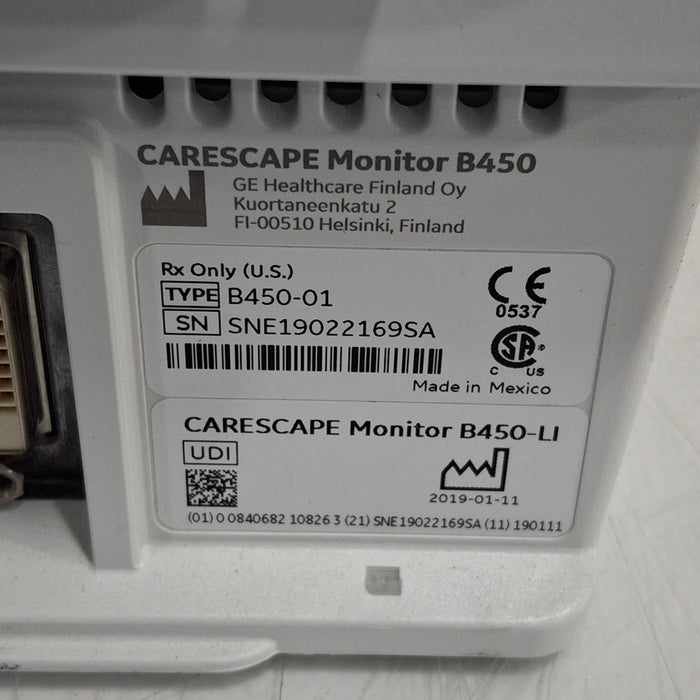 CARESCAPE Monitor B450
GE Healthcare Finland Oy
Kuortaneenkatu 2
FI-00510 Helsinki, Finland
Rx Only (U.S.)
TYPE B450-01
SN SNE19022169SA
CE
0537
SA
C US
Made in Mexico
CARESCAPE Monitor B450-LI
UDI
2019-01-11
(01) 0 0840682 10826 3 (21) SNE19022169SA (11) 190111